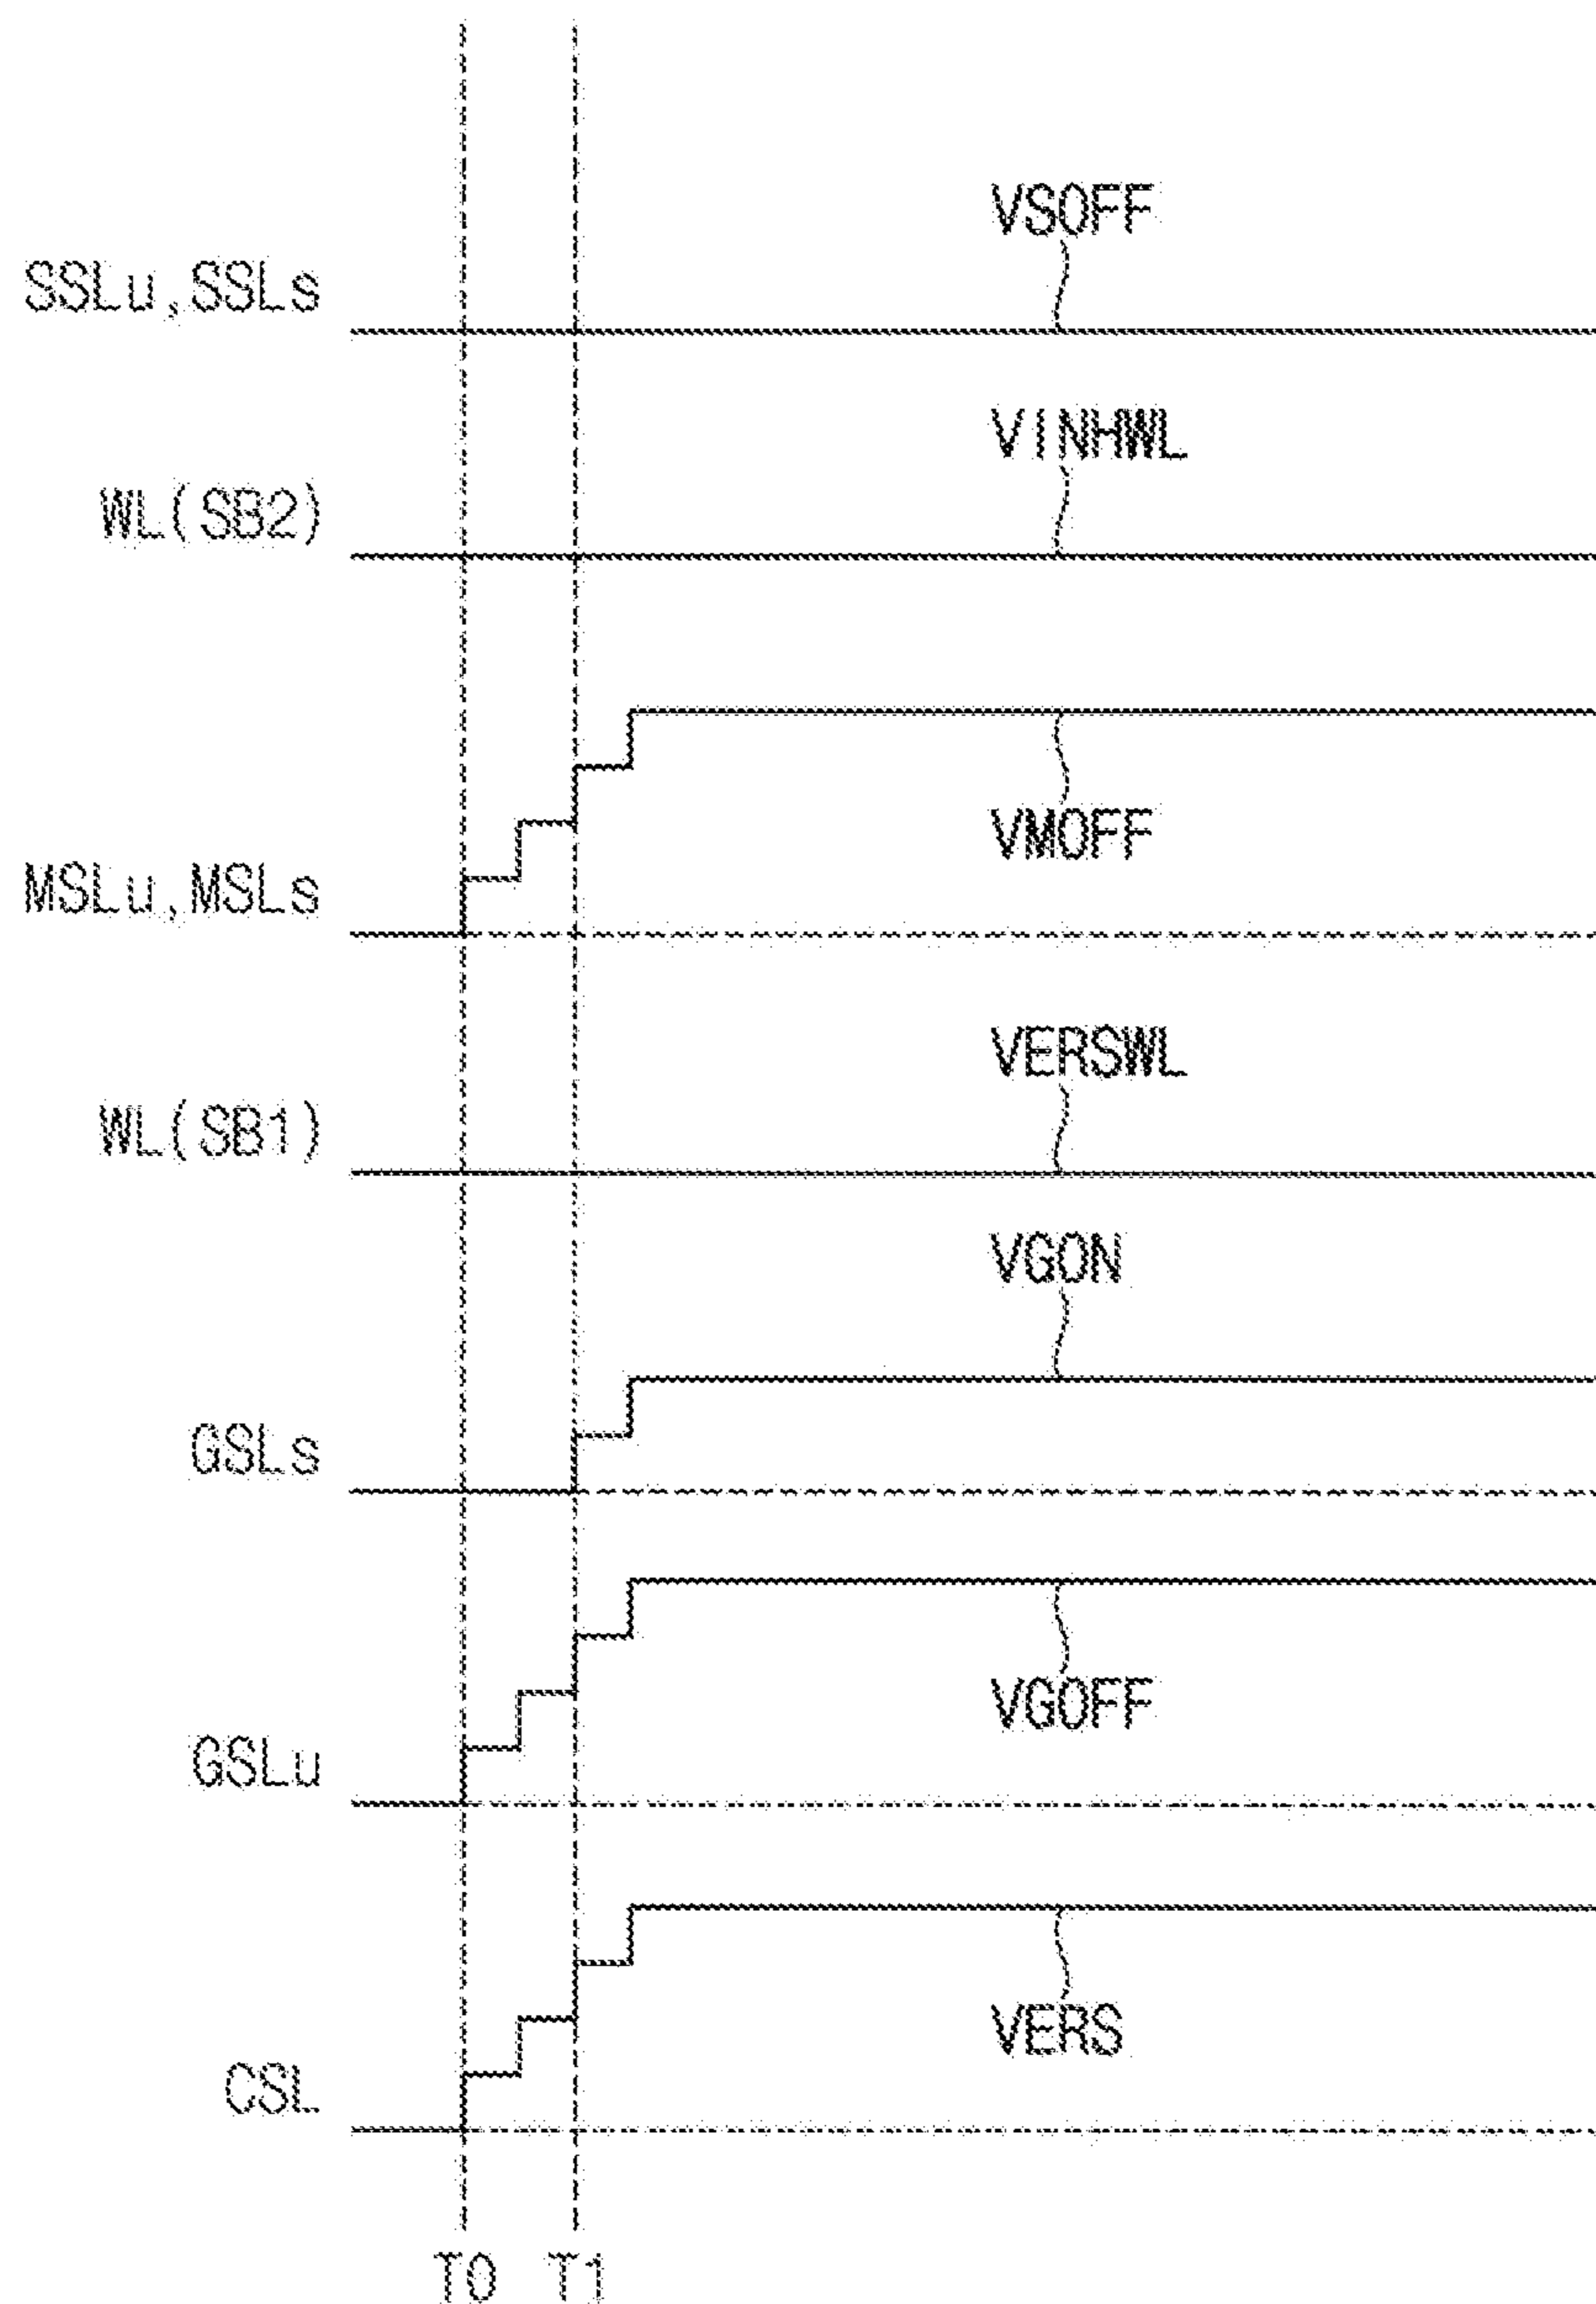 VSOFF
SSLu,SSLs
VINHWL
WL(SB2)
VMOFF
MSLu,MSLs
VERSWL
WL(SB1)
VGON
GSLs
VGOFF
GSLu
VERS
CSL
T0 T1